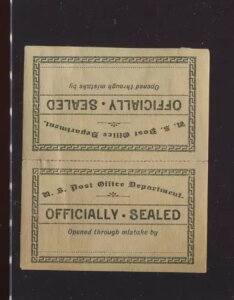 Opened through mistake by
OFFICIALLY • SEALED
U. S. Post Office Department.
U. S. Post Office Department.
OFFICIALLY • SEALED
Opened through mistake by